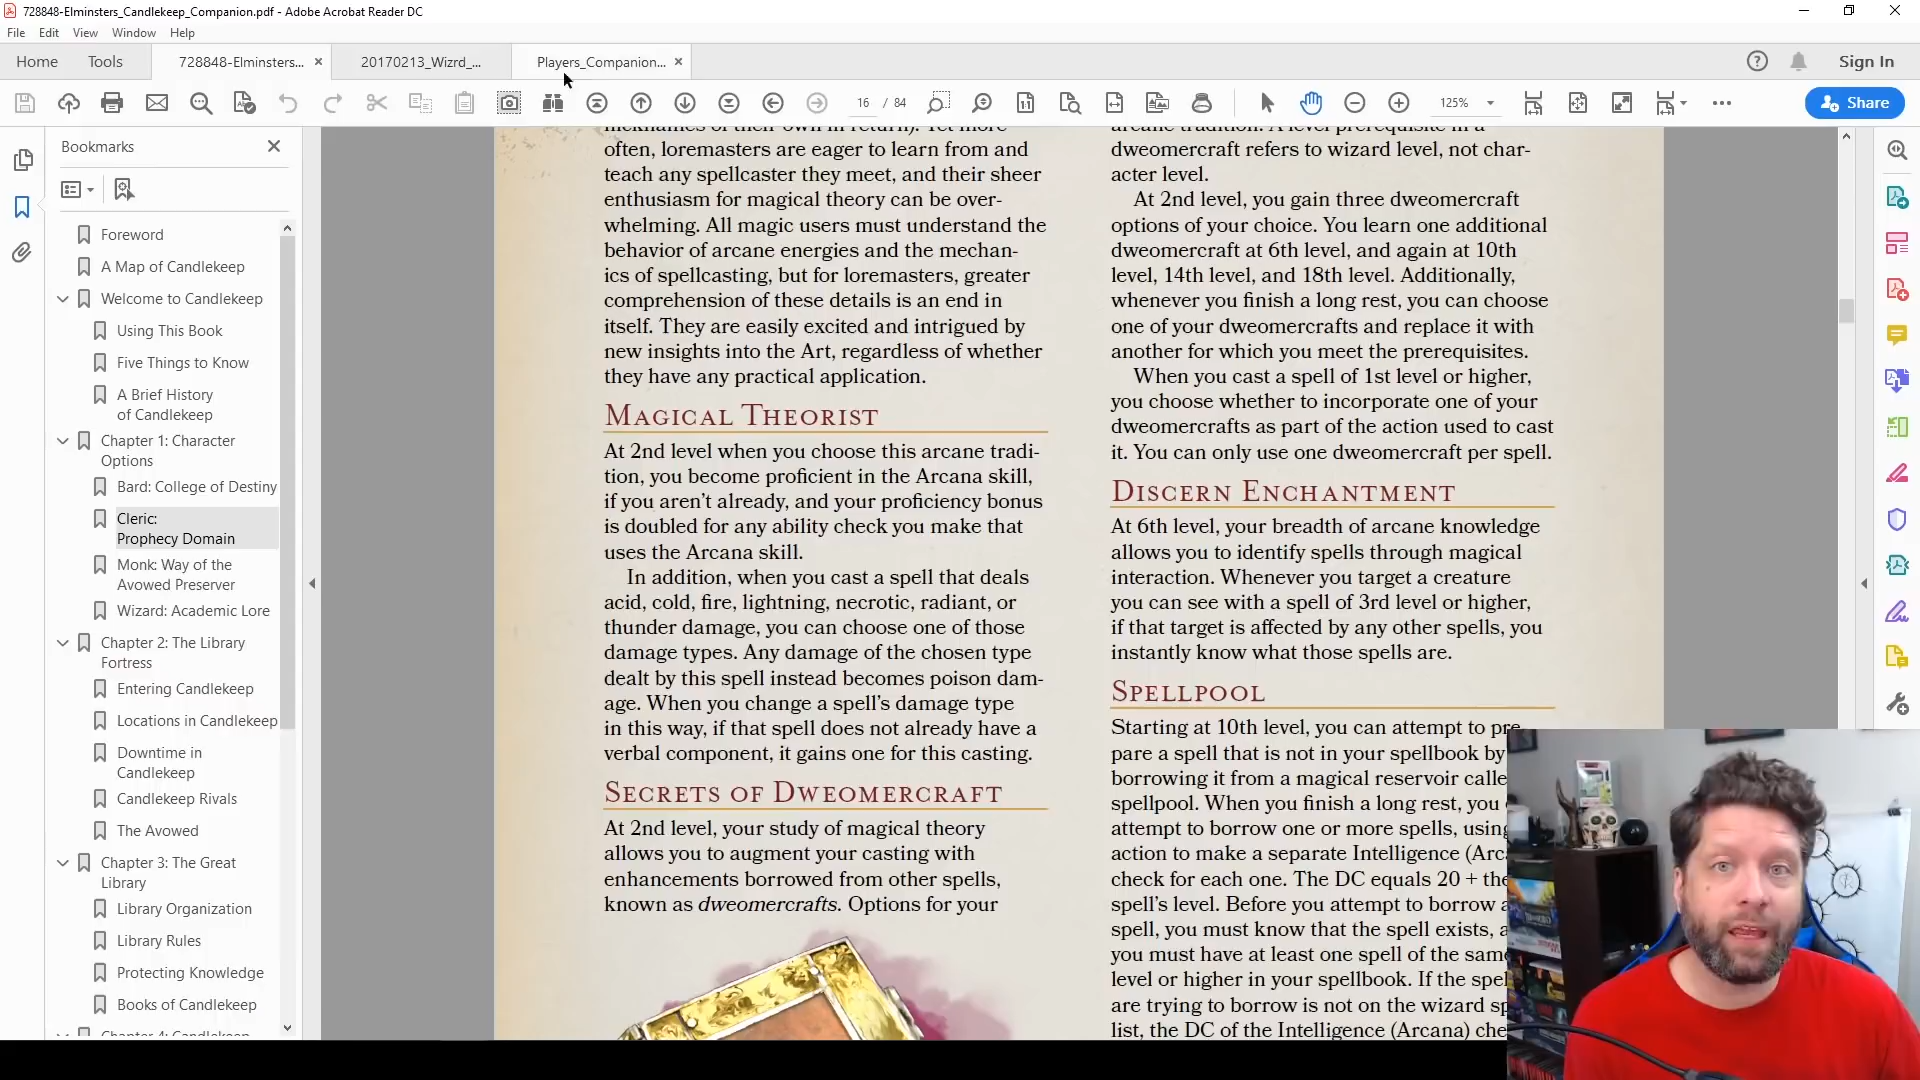 728848-Elminsters_Candlekeep_Companion.pdf - Adobe Acrobat Reader DC
File Edit View Window Help
Home Tools 728848-Elminsters... × 20170213_Wizrd_... Players_Companion... × Sign In
16 / 84 125% Share
Bookmarks
Foreword
A Map of Candlekeep
Welcome to Candlekeep
Using This Book
Five Things to Know
A Brief History
of Candlekeep
Chapter 1: Character
Options
Bard: College of Destiny
Cleric:
Prophecy Domain
Monk: Way of the
Avowed Preserver
Wizard: Academic Lore
Chapter 2: The Library
Fortress
Entering Candlekeep
Locations in Candlekeep
Downtime in
Candlekeep
Candlekeep Rivals
The Avowed
Chapter 3: The Great
Library
Library Organization
Library Rules
Protecting Knowledge
Books of Candlekeep
Chapter 4: Candlekeep
nicknames of their own in return). Yet more
often, loremasters are eager to learn from and
teach any spellcaster they meet, and their sheer
enthusiasm for magical theory can be over-
whelming. All magic users must understand the
behavior of arcane energies and the mechan-
ics of spellcasting, but for loremasters, greater
comprehension of these details is an end in
itself. They are easily excited and intrigued by
new insights into the Art, regardless of whether
they have any practical application.
MAGICAL THEORIST
At 2nd level when you choose this arcane tradi-
tion, you become proficient in the Arcana skill,
if you aren't already, and your proficiency bonus
is doubled for any ability check you make that
uses the Arcana skill.
In addition, when you cast a spell that deals
acid, cold, fire, lightning, necrotic, radiant, or
thunder damage, you can choose one of those
damage types. Any damage of the chosen type
dealt by this spell instead becomes poison dam-
age. When you change a spell's damage type
in this way, if that spell does not already have a
verbal component, it gains one for this casting.
SECRETS OF DWEOMERCRAFT
At 2nd level, your study of magical theory
allows you to augment your casting with
enhancements borrowed from other spells,
known as dweomercrafts. Options for your
arcane tradition. A level prerequisite in a
dweomercraft refers to wizard level, not char-
acter level.
At 2nd level, you gain three dweomercraft
options of your choice. You learn one additional
dweomercraft at 6th level, and again at 10th
level, 14th level, and 18th level. Additionally,
whenever you finish a long rest, you can choose
one of your dweomercrafts and replace it with
another for which you meet the prerequisites.
When you cast a spell of 1st level or higher,
you choose whether to incorporate one of your
dweomercrafts as part of the action used to cast
it. You can only use one dweomercraft per spell.
DISCERN ENCHANTMENT
At 6th level, your breadth of arcane knowledge
allows you to identify spells through magical
interaction. Whenever you target a creature
you can see with a spell of 3rd level or higher,
if that target is affected by any other spells, you
instantly know what those spells are.
SPELLPOOL
Starting at 10th level, you can attempt to pre-
pare a spell that is not in your spellbook by
borrowing it from a magical reservoir calle
spellpool. When you finish a long rest, you
attempt to borrow one or more spells, using
action to make a separate Intelligence (Arc
check for each one. The DC equals 20 + the
spell's level. Before you attempt to borrow a
spell, you must know that the spell exists, a
you must have at least one spell of the same
level or higher in your spellbook. If the spel
are trying to borrow is not on the wizard sp
list, the DC of the Intelligence (Arcana) che